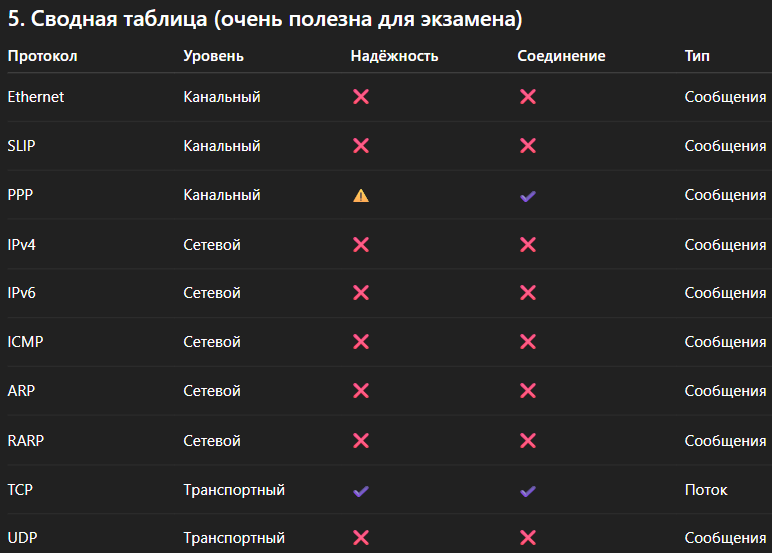 5. Сводная таблица (очень полезна для экзамена)
Протокол Уровень Надёжность Соединение Тип
Ethernet Канальный ❌ ❌ Сообщения
SLIP Канальный ❌ ❌ Сообщения
PPP Канальный ⚠️ ✔️ Сообщения
IPv4 Сетевой ❌ ❌ Сообщения
IPv6 Сетевой ❌ ❌ Сообщения
ICMP Сетевой ❌ ❌ Сообщения
ARP Сетевой ❌ ❌ Сообщения
RARP Сетевой ❌ ❌ Сообщения
TCP Транспортный ✔️ ✔️ Поток
UDP Транспортный ❌ ❌ Сообщения